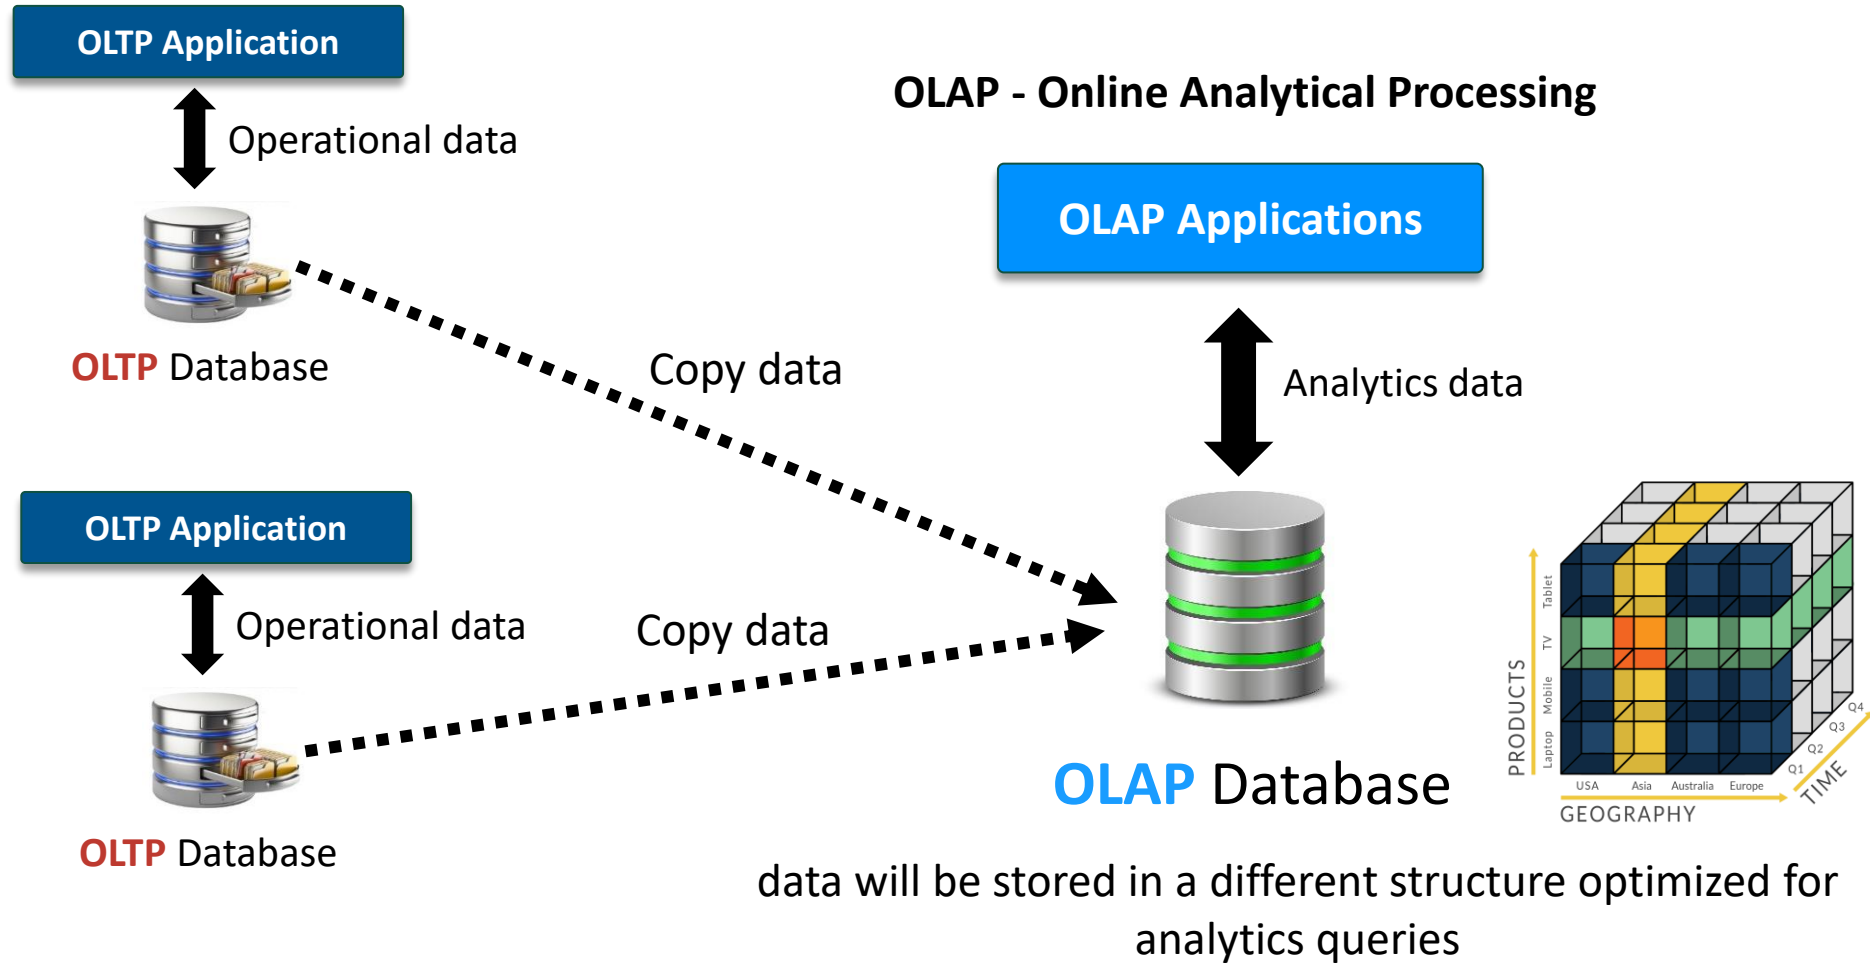 OLTP Application
Operational data
OLTP Database
OLAP - Online Analytical Processing
OLAP Applications
Copy data
Analytics data
OLTP Application
Operational data
Copy data
OLTP Database
OLAP Database
PRODUCTS
Tablet
TV
Mobile
Laptop
USA
Asia
Australia
Europe
GEOGRAPHY
Q1
Q2
Q3
Q4
TIME
data will be stored in a different structure optimized for
analytics queries